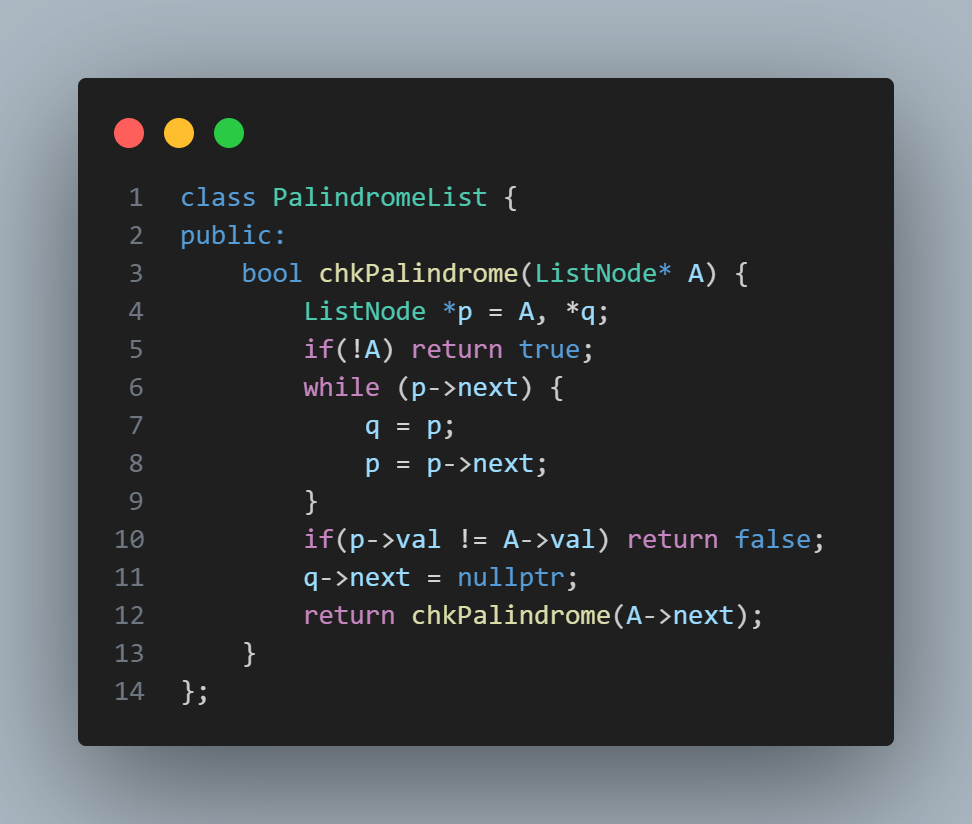 1 class PalindromeList {
2 public:
3     bool chkPalindrome(ListNode* A) {
4         ListNode *p = A, *q;
5         if(!A) return true;
6         while (p->next) {
7             q = p;
8             p = p->next;
9         }
10         if(p->val != A->val) return false;
11         q->next = nullptr;
12         return chkPalindrome(A->next);
13     }
14 };